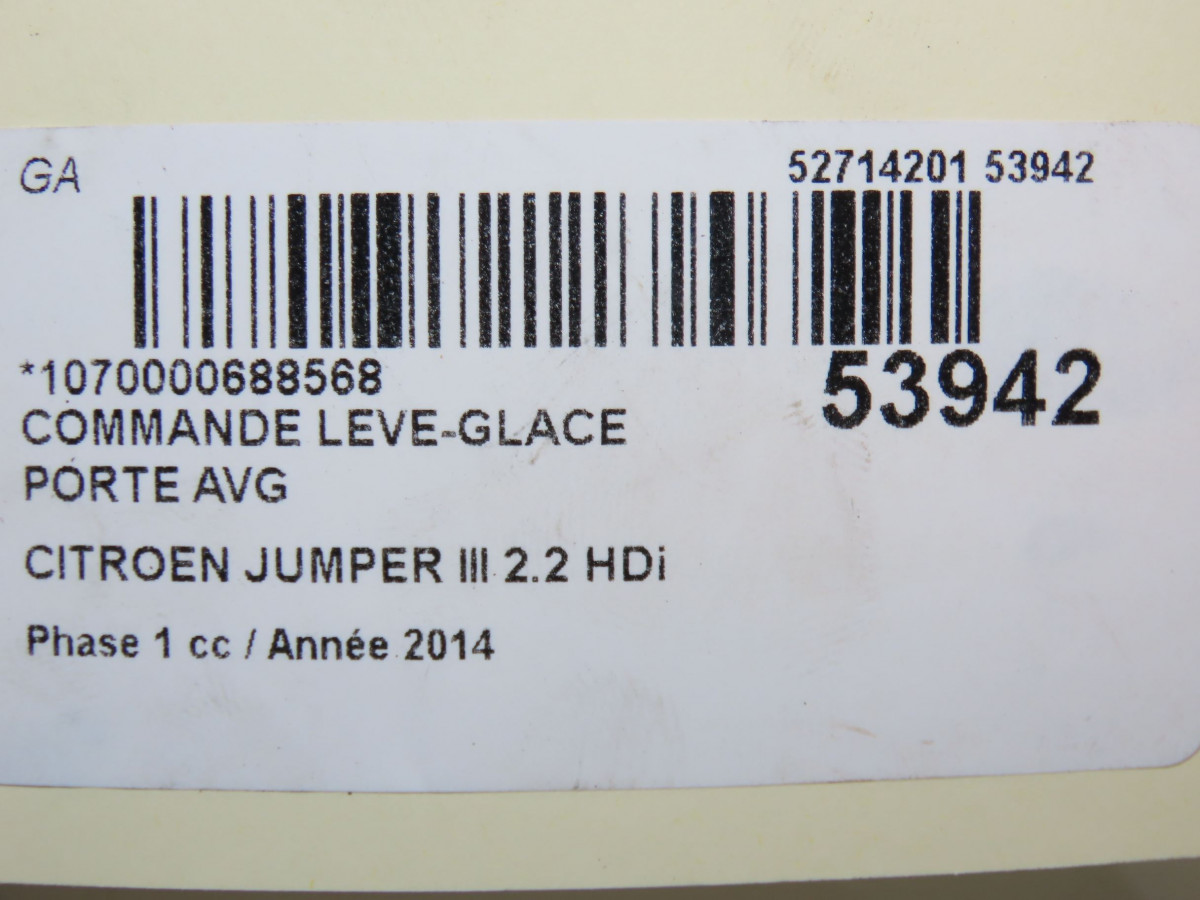 GA
52714201 53942
*1070000688568
53942
COMMANDE LEVE-GLACE
PORTE AVG
CITROEN JUMPER III 2.2 HDi
Phase 1 cc / Année 2014